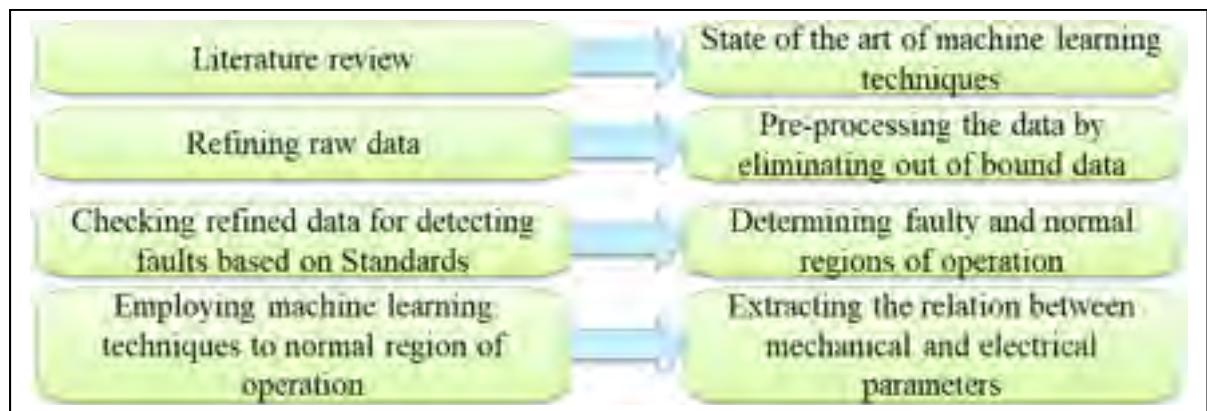 Literature review
State of the art of machine learning
techniques
Refining raw data
Pre-processing the data by
eliminating out of bound data
Checking refined data for detecting
faults based on Standards
Determining faulty and normal
regions of operation
Employing machine learning
techniques to normal region of
operation
Extracting the relation between
mechanical and electrical
parameters